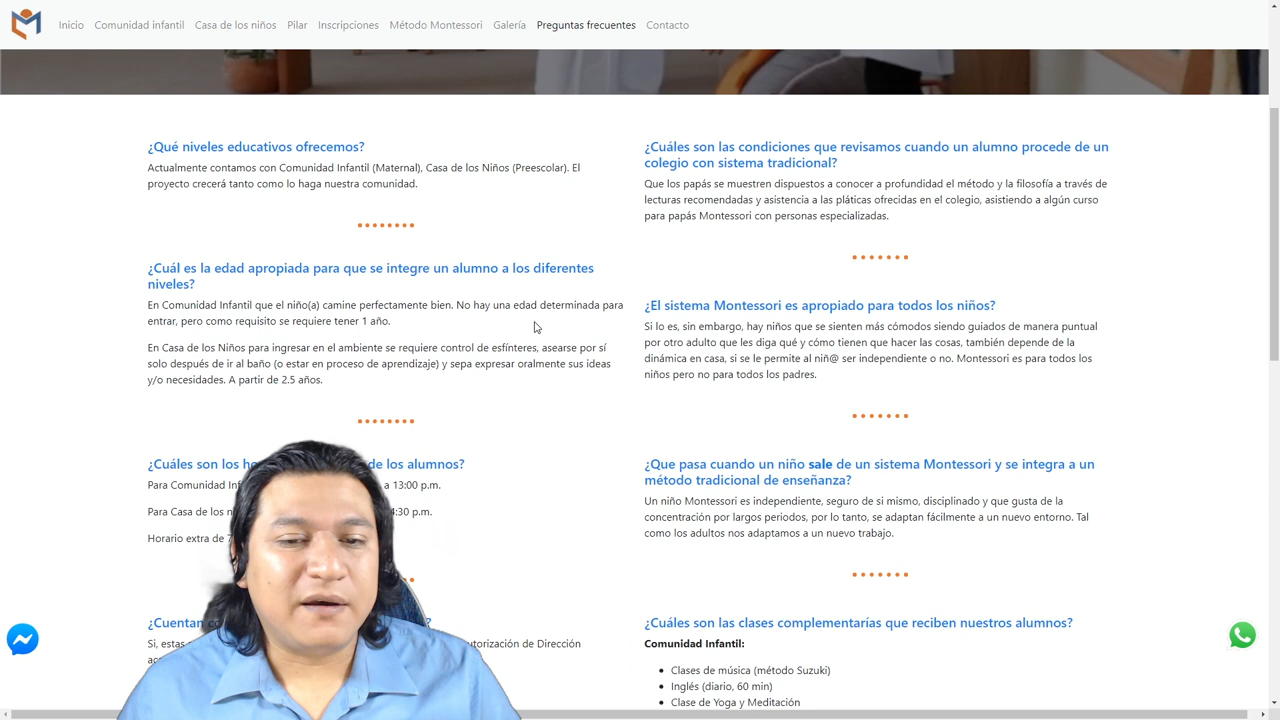 Inicio Comunidad infantil Casa de los niños Pilar Inscripciones Método Montessori Galería Preguntas frecuentes Contacto
¿Qué niveles educativos ofrecemos?
Actualmente contamos con Comunidad Infantil (Maternal), Casa de los Niños (Preescolar). El
proyecto crecerá tanto como lo haga nuestra comunidad.
¿Cuál es la edad apropiada para que se integre un alumno a los diferentes
niveles?
En Comunidad Infantil que el niño(a) camine perfectamente bien. No hay una edad determinada para
entrar, pero como requisito se requiere tener 1 año.
En Casa de los Niños para ingresar en el ambiente se requiere control de esfínteres, asearse por sí
solo después de ir al baño (o estar en proceso de aprendizaje) y sepa expresar oralmente sus ideas
y/o necesidades. A partir de 2.5 años.
¿Cuáles son los de los alumnos?
Para Comunidad a 13:00 p.m.
Para Casa de los :30 p.m.
Horario extra de
Si, estas Dirección
¿Cuáles son las condiciones que revisamos cuando un alumno procede de un
colegio con sistema tradicional?
Que los papás se muestren dispuestos a conocer a profundidad el método y la filosofía a través de
lecturas recomendadas y asistencia a las pláticas ofrecidas en el colegio, asistiendo a algún curso
para papás Montessori con personas especializadas.
¿El sistema Montessori es apropiado para todos los niños?
Si lo es, sin embargo, hay niños que se sienten más cómodos siendo guiados de manera puntual
por otro adulto que les diga qué y cómo tienen que hacer las cosas, también depende de la
dinámica en casa, si se le permite al niñ@ ser independiente o no. Montessori es para todos los
niños pero no para todos los padres.
¿Que pasa cuando un niño sale de un sistema Montessori y se integra a un
método tradicional de enseñanza?
Un niño Montessori es independiente, seguro de si mismo, disciplinado y que gusta de la
concentración por largos periodos, por lo tanto, se adaptan fácilmente a un nuevo entorno. Tal
como los adultos nos adaptamos a un nuevo trabajo.
¿Cuáles son las clases complementarías que reciben nuestros alumnos?
Comunidad Infantil:
Clases de música (método Suzuki)
Inglés (diario, 60 min)
Clase de Yoga y Meditación